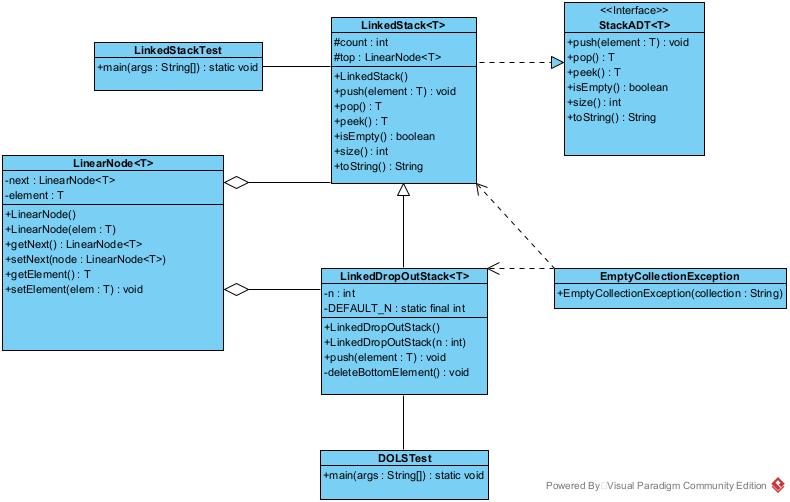 LinkedStackTest
+main(args : String[]) : static void
LinkedStack<T>
#count : int
#top : LinearNode<T>
+LinkedStack()
+push(element : T) : void
+pop() : T
+peek() : T
+isEmpty() : boolean
+size() : int
+toString() : String
<<Interface>>
StackADT<T>
+push(element : T) : void
+pop() : T
+peek() : T
+isEmpty() : boolean
+size() : int
+toString() : String
LinearNode<T>
-next : LinearNode<T>
-element : T
+LinearNode()
+LinearNode(elem : T)
+getNext() : LinearNode<T>
+setNext(node : LinearNode<T>)
+getElement() : T
+setElement(elem : T) : void
LinkedDropOutStack<T>
-n : int
-DEFAULT_N : static final int
+LinkedDropOutStack()
+LinkedDropOutStack(n : int)
+push(element : T) : void
-deleteBottomElement() : void
EmptyCollectionException
+EmptyCollectionException(collection : String)
DOLSTest
+main(args : String[]) : static void
Powered By Visual Paradigm Community Edition